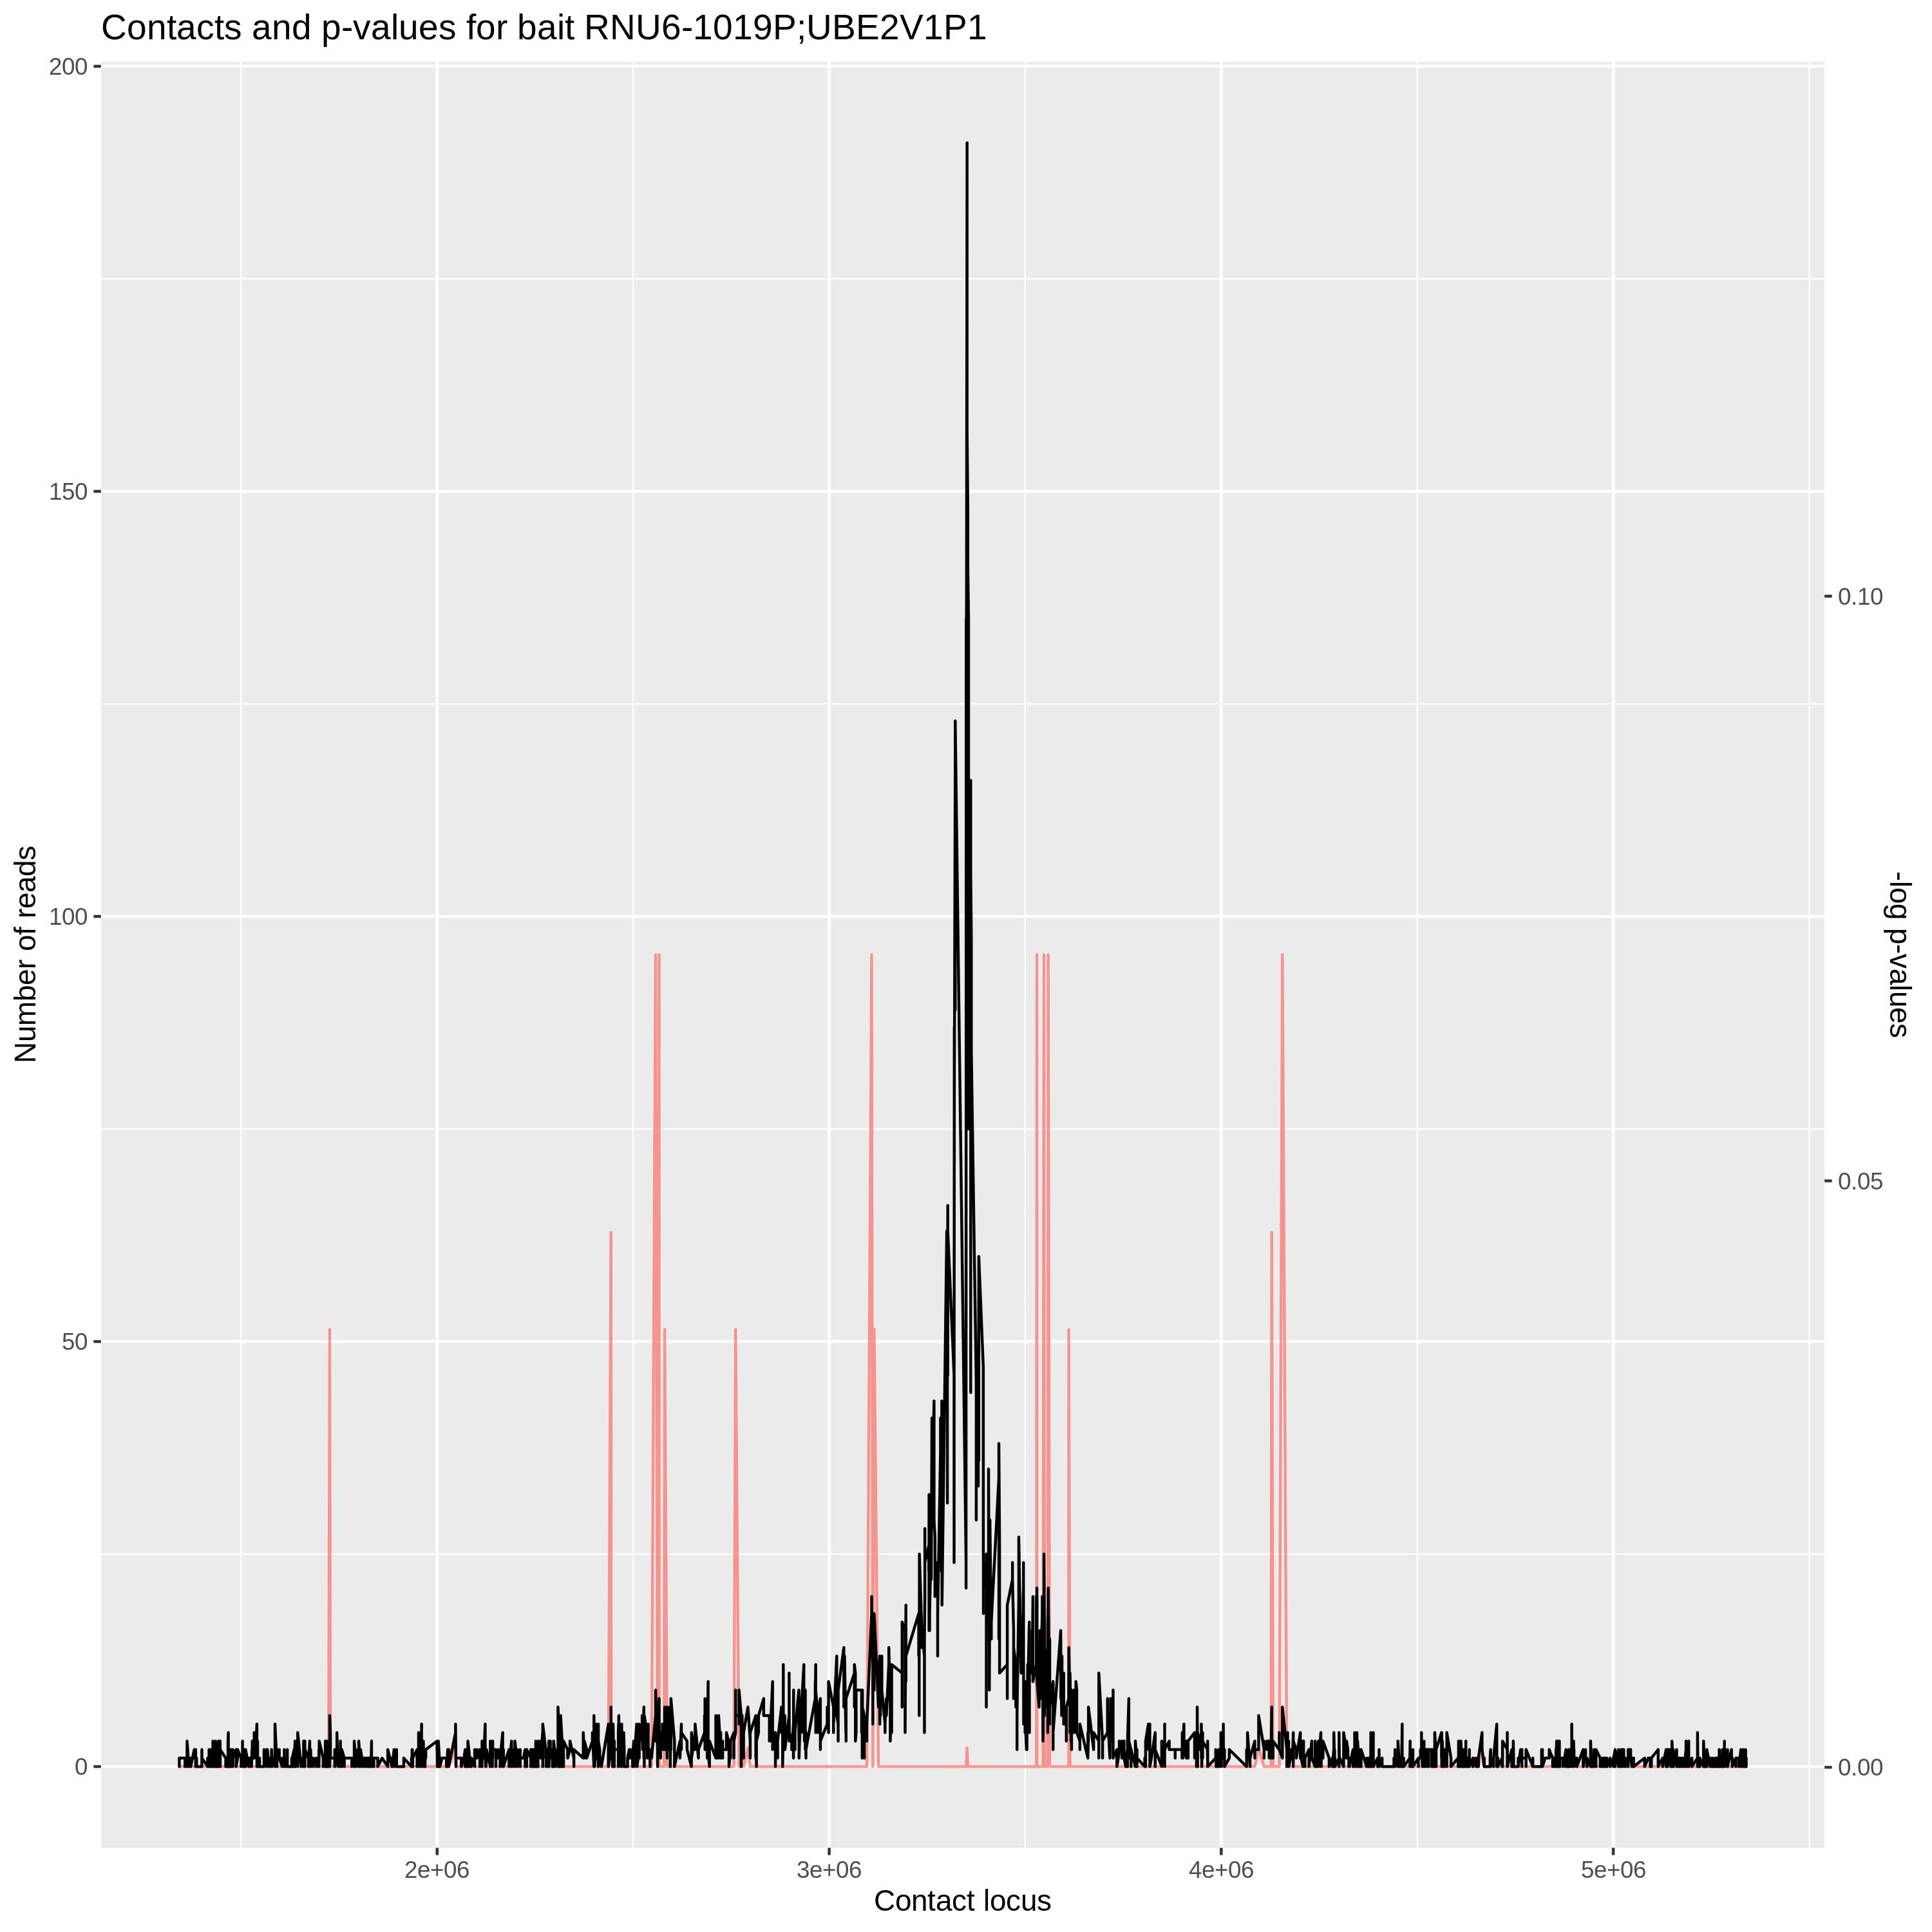 Contacts and p-values for bait RNU6-1019P;UBE2V1P1
200
150
100
50
0
Number of reads
0.10
0.05
0.00
-log p-values
2e+06
3e+06
4e+06
5e+06
Contact locus